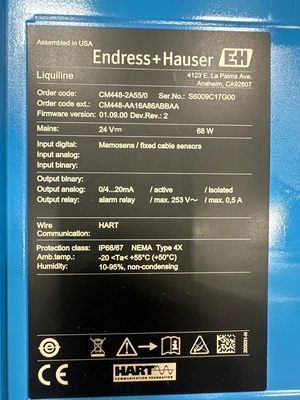 Assembled in USA
Endress+Hauser EH
Liquiline
4123 E. La Palma Ave.
Anaheim, CA92807
Order code: CM448-2A55/0 Ser.No.: S6009C17G00
Order code ext.: CM448-AA16A86ABBAA
Firmware version: 01.09.00 Dev.Rev.: 2
Mains: 24 V⎓ 68 W
Input digital: Memosens / fixed cable sensors
Input analog:
Input binary:
Output binary:
Output analog: 0/4...20mA / active / isolated
Output relay: alarm relay / max. 253 V~ / max. 0,5 A
Wire
Communication: HART
Protection class: IP66/67 NEMA Type 4X
Amb.temp.: -20 <Ta< +55°C (+50°C)
Humidity: 10-95%, non-condensing
CE
HART
COMMUNICATION FOUNDATION